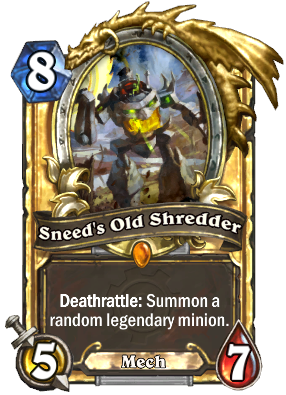 8
Sneed's Old Shredder
Deathrattle: Summon a
random legendary minion.
5
Mech
7